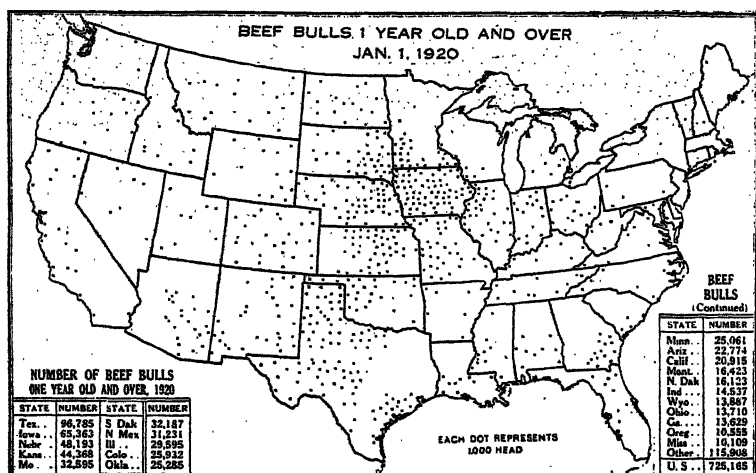 BEEF BULLS 1 YEAR OLD AND OVER
JAN. 1, 1920
NUMBER OF BEEF BULLS
ONE YEAR OLD AND OVER, 1920
STATE NUMBER STATE NUMBER
Tex. 96,785 S Dak 32,187
Iowa 65,363 N Mex 31,231
Nebr 48,193 Ill 29,595
Kans 44,368 Colo 25,932
Mo 32,595 Okla 25,285
EACH DOT REPRESENTS
1,000 HEAD
BEEF
BULLS
(Continued)
STATE NUMBER
Minn. 25,061
Ariz 22,774
Calif 20,915
Mont. 16,423
N. Dak 16,123
Ind 14,537
Wyo 13,887
Ohio 13,710
Ga 13,629
Oreg 10,555
Miss 10,109
Other 115,908
U. S. 725,165